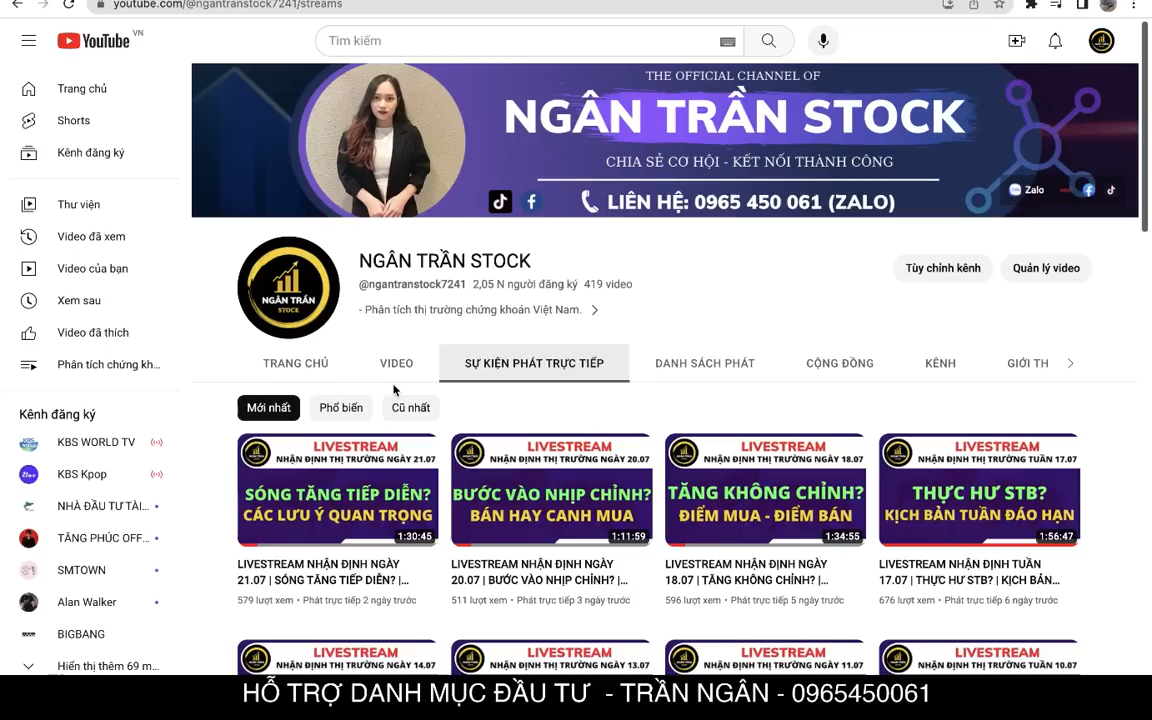 youtube.com/@ngantranstock7241/streams
YouTube VN
Tìm kiếm
Trang chủ
Shorts
Kênh đăng ký
Thư viện
Video đã xem
Video của bạn
Xem sau
Video đã thích
Phân tích chứng kh...
Kênh đăng ký
KBS WORLD TV
KBS Kpop
NHÀ ĐẦU TƯ TÀI...
TĂNG PHÚC OFF...
SMTOWN
Alan Walker
BIGBANG
Hiển thị thêm 69 m...
THE OFFICIAL CHANNEL OF
NGÂN TRẦN STOCK
CHIA SẺ CƠ HỘI - KẾT NỐI THÀNH CÔNG
LIÊN HỆ: 0965 450 061 (ZALO)
Zalo
NGÂN TRẦN
STOCK
NGÂN TRẦN STOCK
@ngantranstock7241 2,05 N người đăng ký 419 video
- Phân tích thị trường chứng khoán Việt Nam.
Tùy chỉnh kênh
Quản lý video
TRANG CHỦ
VIDEO
SỰ KIỆN PHÁT TRỰC TIẾP
DANH SÁCH PHÁT
CỘNG ĐỒNG
KÊNH
GIỚI TH
Mới nhất
Phổ biến
Cũ nhất
LIVESTREAM
NHẬN ĐỊNH THỊ TRƯỜNG NGÀY 21.07
SÓNG TĂNG TIẾP DIỄN?
CÁC LƯU Ý QUAN TRỌNG
1:30:45
LIVESTREAM NHẬN ĐỊNH NGÀY
21.07 | SÓNG TĂNG TIẾP DIỄN? |...
579 lượt xem • Phát trực tiếp 2 ngày trước
LIVESTREAM
NHẬN ĐỊNH THỊ TRƯỜNG NGÀY 20.07
BƯỚC VÀO NHỊP CHỈNH?
BÁN HAY CANH MUA
1:11:59
LIVESTREAM NHẬN ĐỊNH NGÀY
20.07 | BƯỚC VÀO NHỊP CHỈNH? |...
511 lượt xem • Phát trực tiếp 3 ngày trước
LIVESTREAM
NHẬN ĐỊNH THỊ TRƯỜNG NGÀY 18.07
TĂNG KHÔNG CHỈNH?
ĐIỂM MUA - ĐIỂM BÁN
1:34:55
LIVESTREAM NHẬN ĐỊNH NGÀY
18.07 | TĂNG KHÔNG CHỈNH? |...
596 lượt xem • Phát trực tiếp 5 ngày trước
LIVESTREAM
NHẬN ĐỊNH THỊ TRƯỜNG TUẦN 17.07
THỰC HƯ STB?
KỊCH BẢN TUẦN ĐÁO HẠN
1:56:47
LIVESTREAM NHẬN ĐỊNH TUẦN
17.07 | THỰC HƯ STB? | KỊCH BẢN...
676 lượt xem • Phát trực tiếp 6 ngày trước
LIVESTREAM
NHẬN ĐỊNH THỊ TRƯỜNG NGÀY 14.07
LIVESTREAM
NHẬN ĐỊNH THỊ TRƯỜNG NGÀY 13.07
LIVESTREAM
NHẬN ĐỊNH THỊ TRƯỜNG NGÀY 11.07
LIVESTREAM
NHẬN ĐỊNH THỊ TRƯỜNG TUẦN 10.07
HỖ TRỢ DANH MỤC ĐẦU TƯ - TRẦN NGÂN - 0965450061